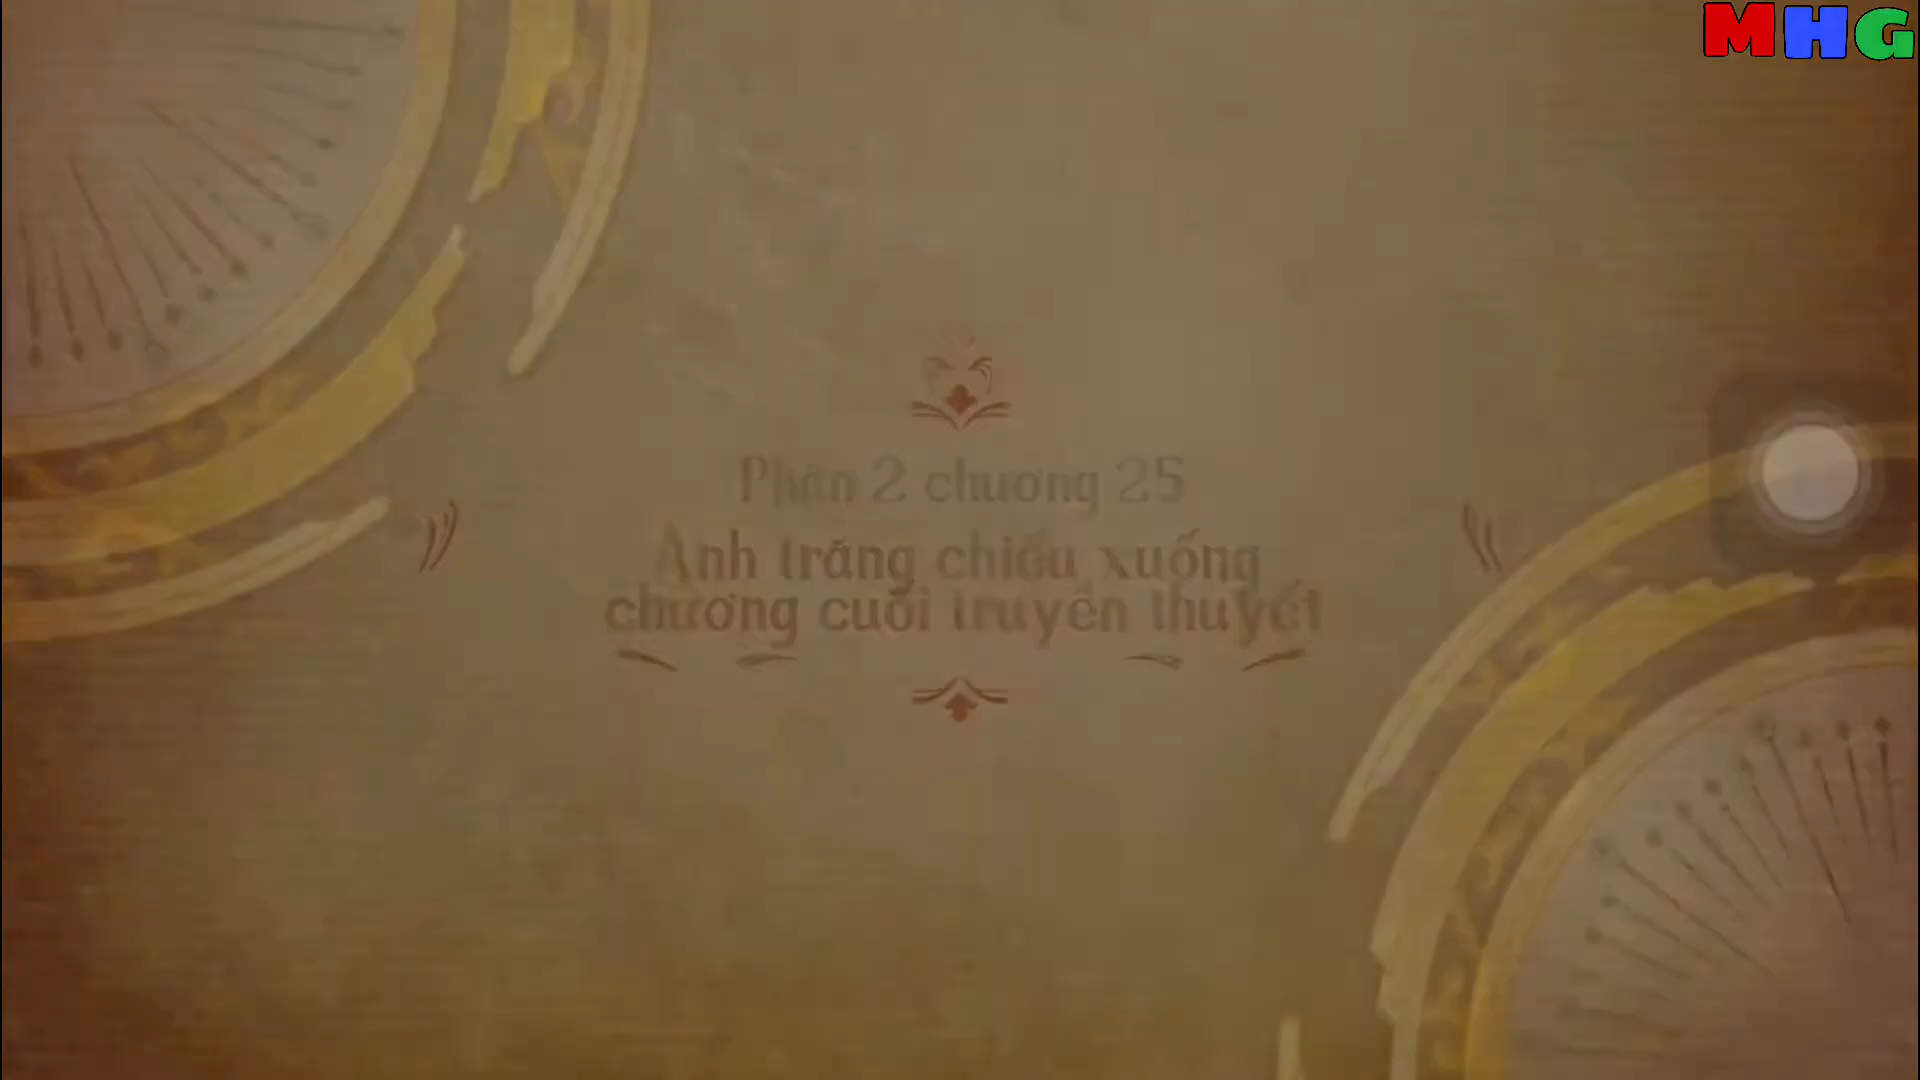 MHG
Phần 2 chương 25
Ánh trăng chiếu xuống
chương cuối truyền thuyết